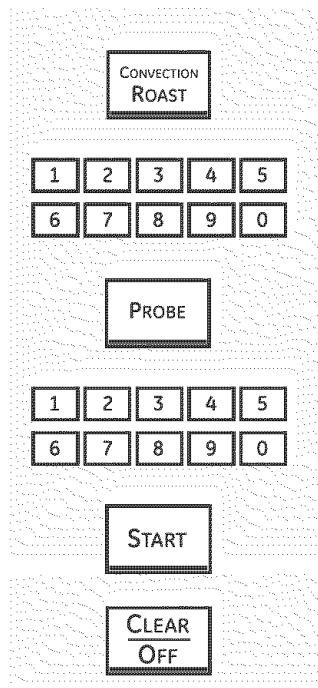 CONVECTION
ROAST
1 2 3 4 5
6 7 8 9 0
PROBE
1 2 3 4 5
6 7 8 9 0
START
CLEAR
OFF